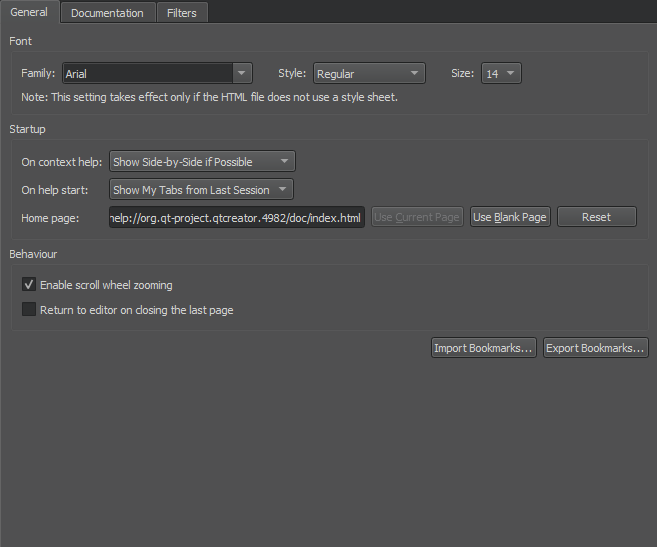 General Documentation Filters
Font
Family: Arial Style: Regular Size: 14
Note: This setting takes effect only if the HTML file does not use a style sheet.
Startup
On context help: Show Side-by-Side if Possible
On help start: Show My Tabs from Last Session
Home page: help://org.qt-project.qtcreator.4982/doc/index.html Use Current Page Use Blank Page Reset
Behaviour
Enable scroll wheel zooming
Return to editor on closing the last page
Import Bookmarks... Export Bookmarks...